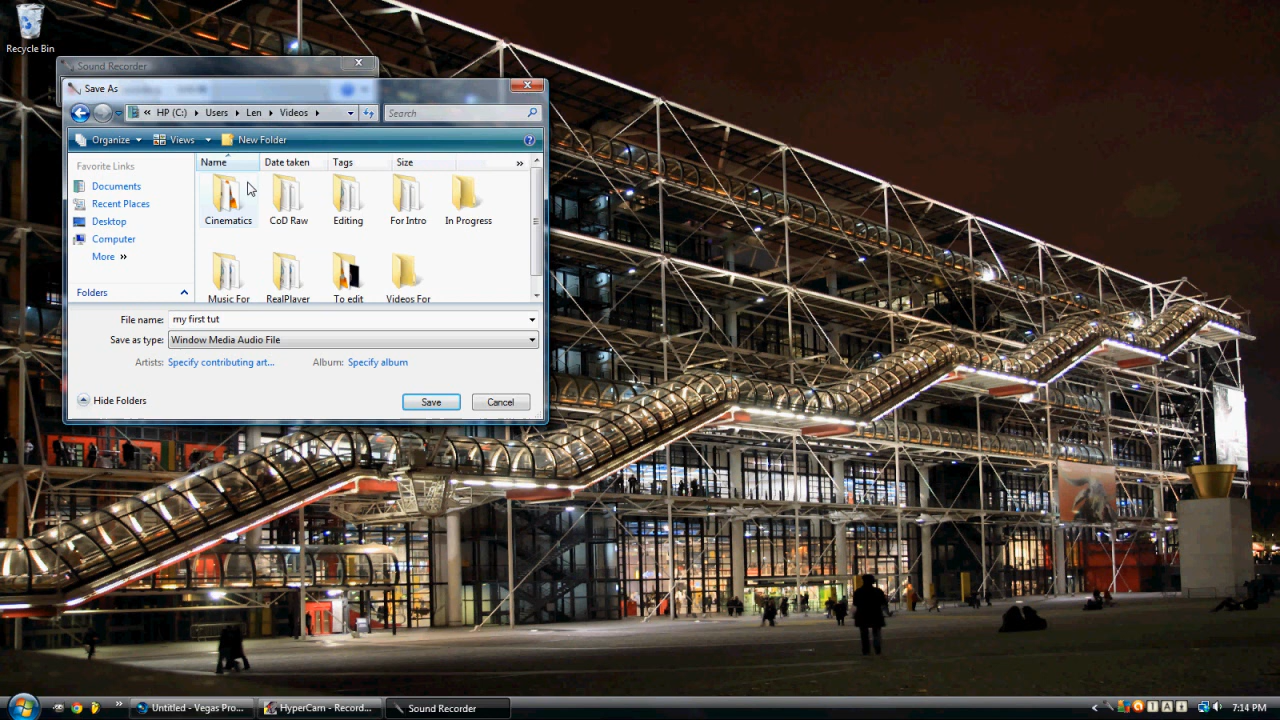 Recycle Bin
Sound Recorder
Save As
« HP (C:) Users Len Videos
Search
Organize Views New Folder
Favorite Links
Documents
Recent Places
Desktop
Computer
More »
Folders
Name Date taken Tags Size »
Cinematics CoD Raw Editing For Intro In Progress
Music For RealPlayer To edit Videos For
File name: my first tut
Save as type: Window Media Audio File
Artists: Specify contributing art... Album: Specify album
Hide Folders
Save Cancel
» Untitled - Vegas Pro... HyperCam - Record... Sound Recorder
7:14 PM